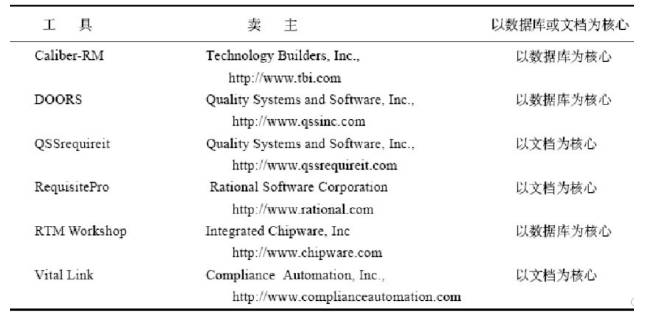 工 具 卖 主 以数据库或文档为核心
Caliber-RM Technology Builders, Inc., 以数据库为核心
http://www.tbi.com
DOORS Quality Systems and Software, Inc., 以数据库为核心
http://www.qssinc.com
QSSrequireit Quality Systems and Software, Inc., 以文档为核心
http://www.qssrequireit.com
RequisitePro Rational Software Corporation 以文档为核心
http://www.rational.com
RTM Workshop Integrated Chipware, Inc 以数据库为核心
http://www.chipware.com
Vital Link Compliance Automation, Inc., 以文档为核心
http://www.complianceautomation.com